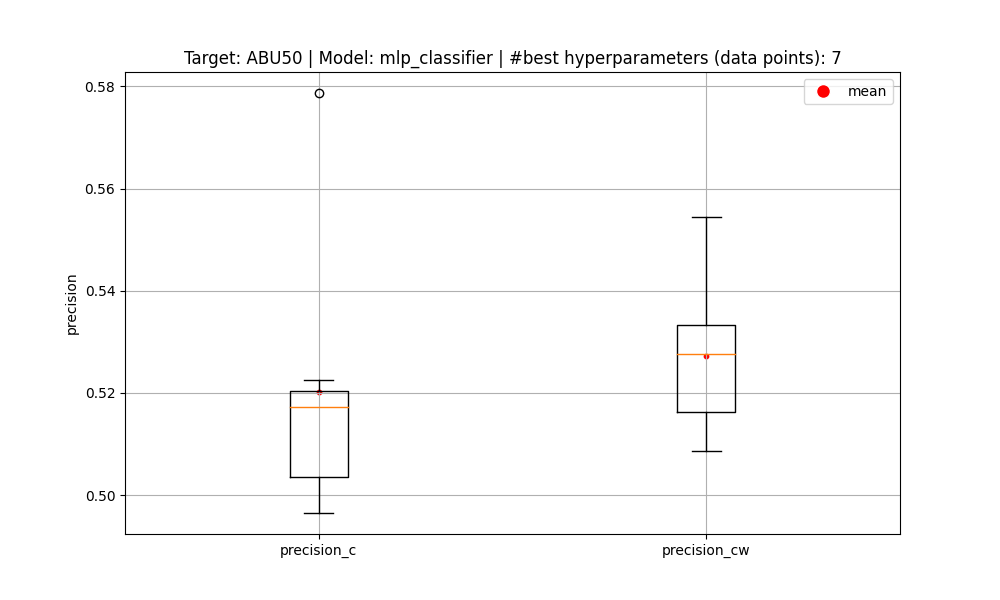 Target: ABU50 | Model: mlp_classifier | #best hyperparameters (data points): 7
mean
0.58
0.56
0.54
0.52
0.50
precision
precision_c
precision_cw